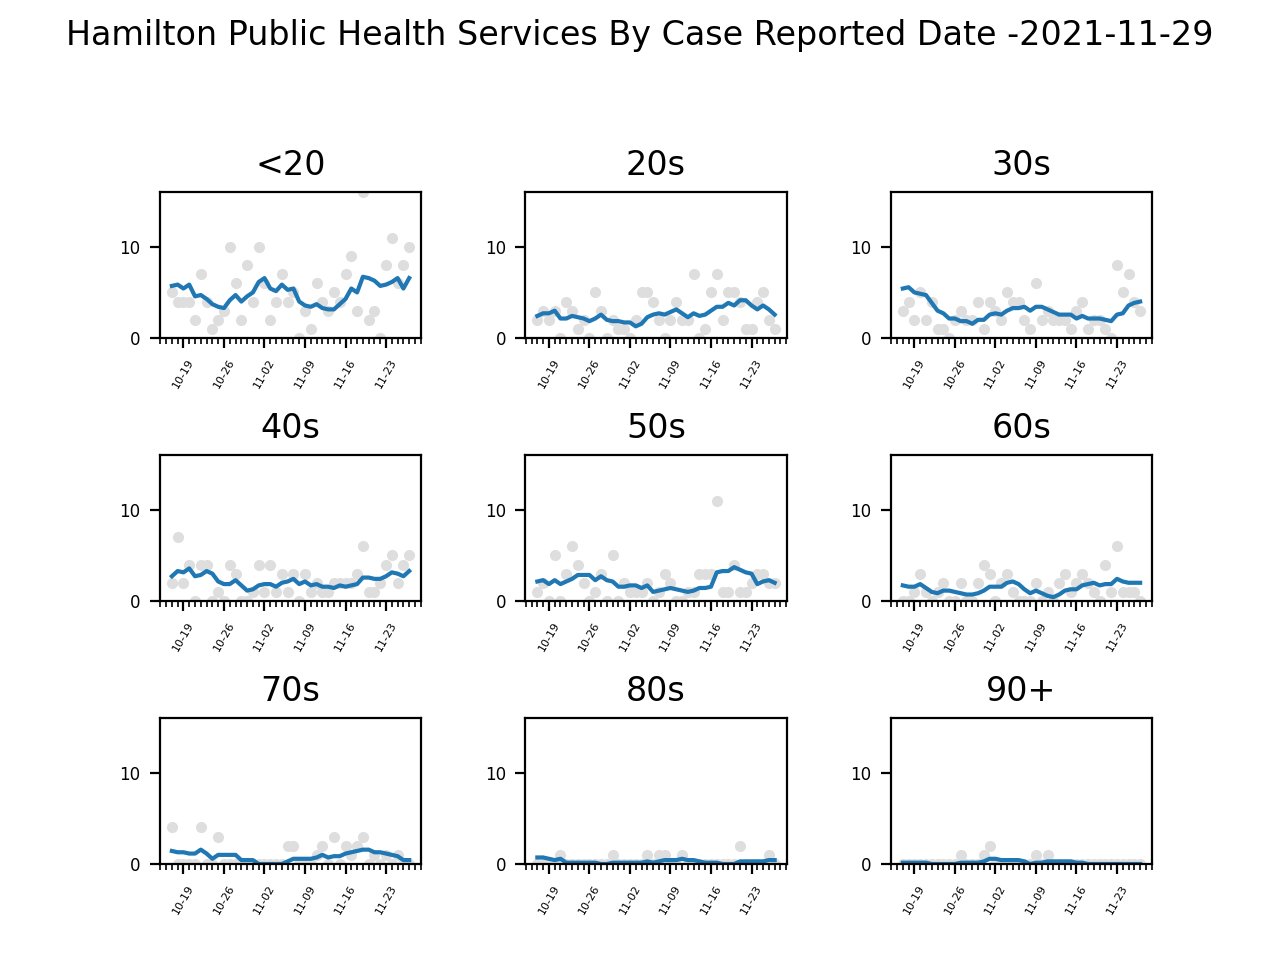 Hamilton Public Health Services By Case Reported Date -2021-11-29
<20 20s 30s
10 10 10
0 0 0
10-19 10-26 11-02 11-09 11-16 11-23 10-19 10-26 11-02 11-09 11-16 11-23 10-19 10-26 11-02 11-09 11-16 11-23
40s 50s 60s
10 10 10
0 0 0
10-19 10-26 11-02 11-09 11-16 11-23 10-19 10-26 11-02 11-09 11-16 11-23 10-19 10-26 11-02 11-09 11-16 11-23
70s 80s 90+
10 10 10
0 0 0
10-19 10-26 11-02 11-09 11-16 11-23 10-19 10-26 11-02 11-09 11-16 11-23 10-19 10-26 11-02 11-09 11-16 11-23